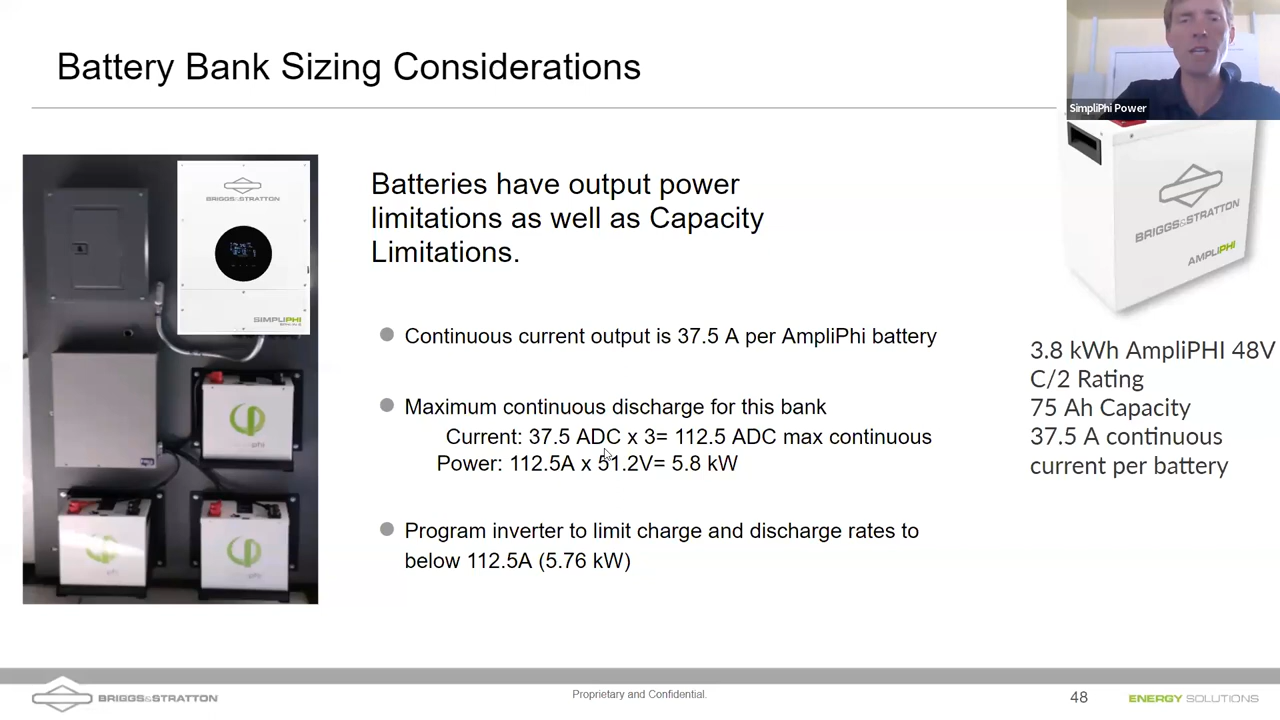 Battery Bank Sizing Considerations
SimpliPhi Power
BRIGGS&STRATTON
SIMPLIPHI
Batteries have output power
limitations as well as Capacity
Limitations.
Continuous current output is 37.5 A per AmpliPhi battery
Maximum continuous discharge for this bank
Current: 37.5 ADC x 3= 112.5 ADC max continuous
Power: 112.5A x 51.2V= 5.8 kW
Program inverter to limit charge and discharge rates to
below 112.5A (5.76 kW)
BRIGGS&STRATTON
AMPLIPHI
3.8 kWh AmpliPHI 48V
C/2 Rating
75 Ah Capacity
37.5 A continuous
current per battery
BRIGGS&STRATTON
Proprietary and Confidential.
48
ENERGY SOLUTIONS